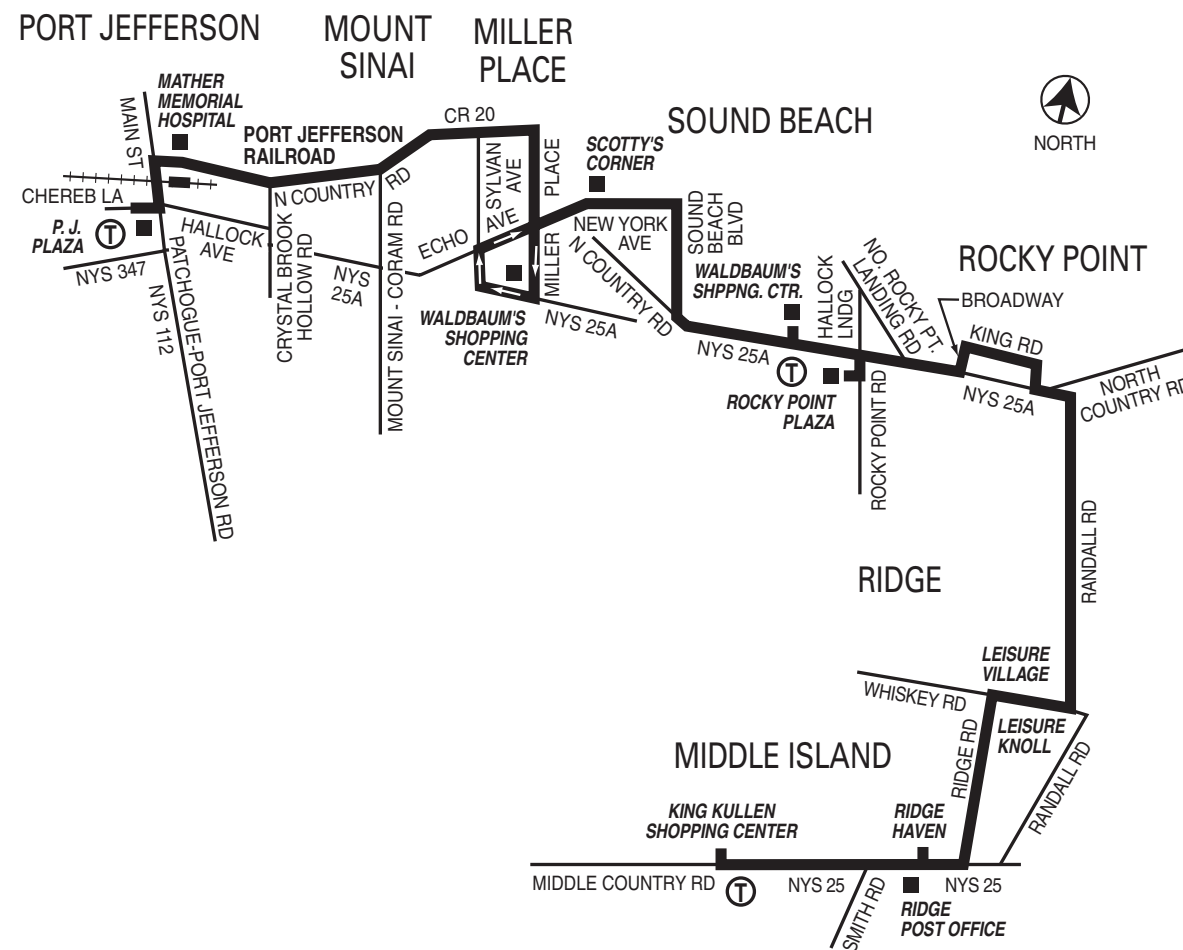 PORT JEFFERSON
MOUNT
SINAI
MILLER
PLACE
MATHER
MEMORIAL
HOSPITAL
MAIN ST
PORT JEFFERSON
RAILROAD
CR 20
SYLVAN
AVE
MILLER PLACE
SCOTTY'S
CORNER
SOUND BEACH
NORTH
CHEREB LA
P. J.
PLAZA
T
NYS 347
HALLOCK
AVE
N COUNTRY RD
CRYSTAL BROOK
HOLLOW RD
NYS
25A
MOUNT SINAI - CORAM RD
ECHO AVE
PATCHOGUE-PORT JEFFERSON RD
NYS 112
WALDBAUM'S
SHOPPING
CENTER
NYS 25A
NEW YORK
AVE
N COUNTRY RD
SOUND
BEACH
BLVD
WALDBAUM'S
SHPPNG. CTR.
HALLOCK
LNDG
NO. ROCKY PT.
LANDING RD
ROCKY POINT
BROADWAY
KING RD
NYS 25A
T
ROCKY POINT
PLAZA
ROCKY POINT RD
NYS 25A
NORTH
COUNTRY RD
RANDALL RD
RIDGE
LEISURE
VILLAGE
WHISKEY RD
LEISURE
KNOLL
RIDGE RD
RANDALL RD
MIDDLE ISLAND
KING KULLEN
SHOPPING CENTER
RIDGE
HAVEN
MIDDLE COUNTRY RD
T
NYS 25
SMITH RD
NYS 25
RIDGE
POST OFFICE